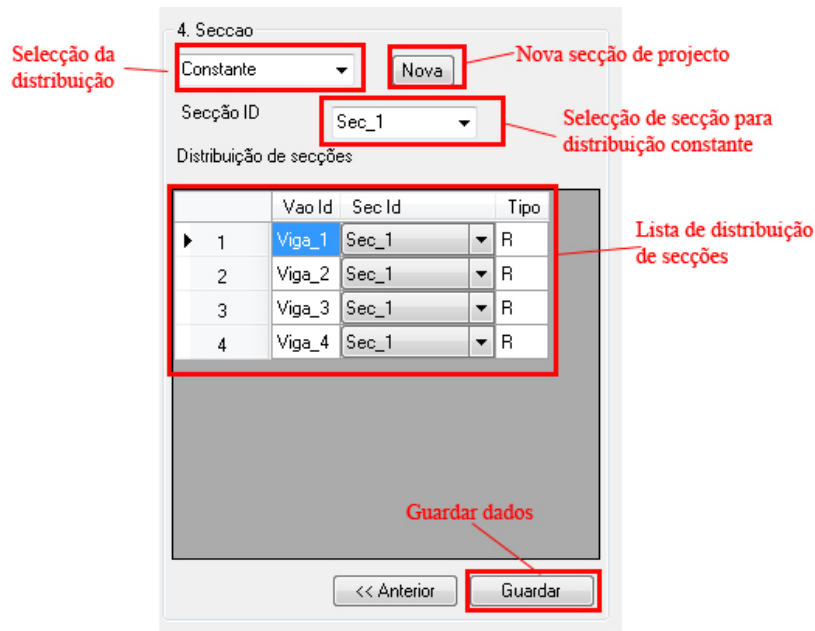 4. Seccao
Selecção da
distribuição
Constante
Nova
Nova secção de projecto
Secção ID
Sec_1
Selecção de secção para
distribuição constante
Distribuição de secções
Vao Id Sec Id Tipo
1 Viga_1 Sec_1 R
2 Viga_2 Sec_1 R
3 Viga_3 Sec_1 R
4 Viga_4 Sec_1 R
Lista de distribuição
de secções
Guardar dados
<< Anterior
Guardar